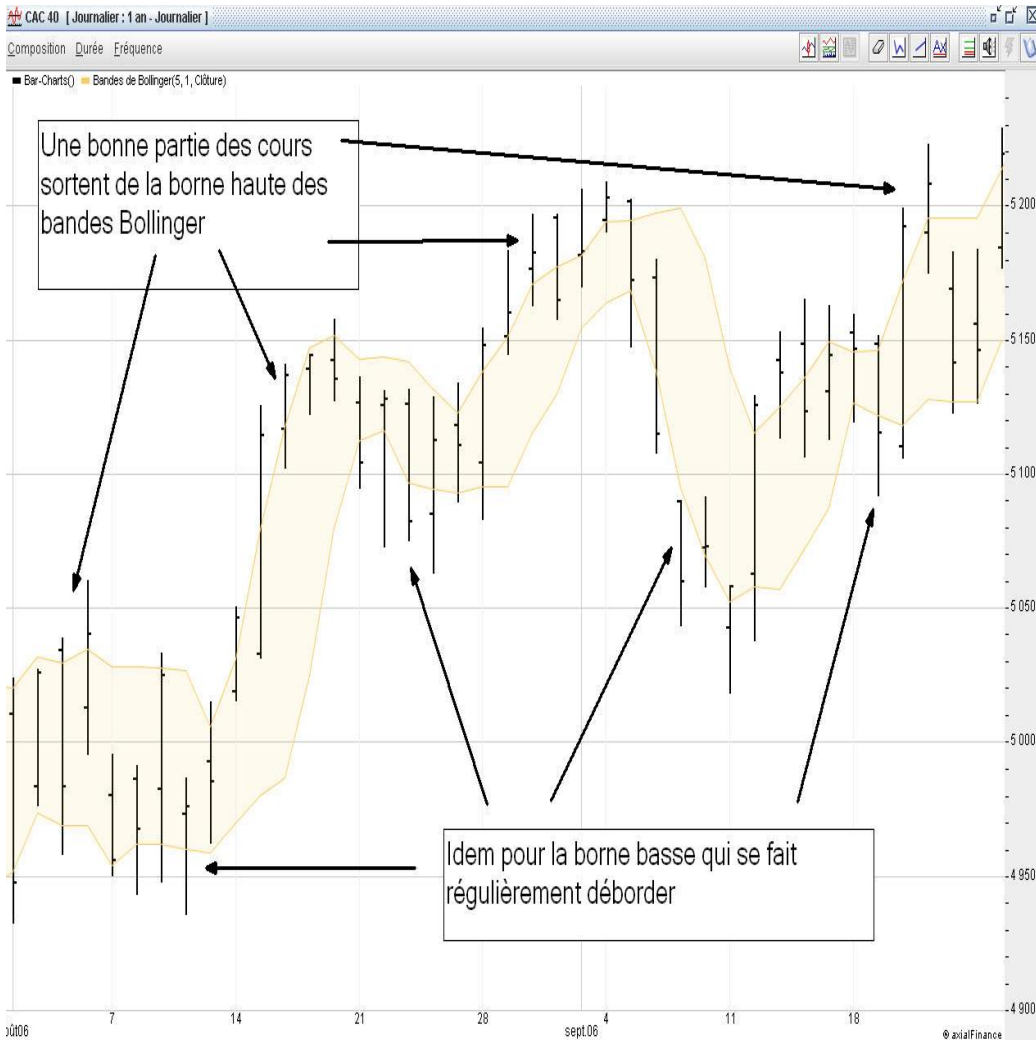 CAC 40 [ Journalier : 1 an - Journalier ]
Composition Durée Fréquence
Bar-Charts() Bandes de Bollinger(5, 1, Clôture)
Une bonne partie des cours
sortent de la borne haute des
bandes Bollinger
5 200
5 150
5 100
5 050
5 000
Idem pour la borne basse qui se fait
régulièrement déborder
4 950
4 900
7 14 21 28 4 11 18
oût06 sept.06
© axialFinance